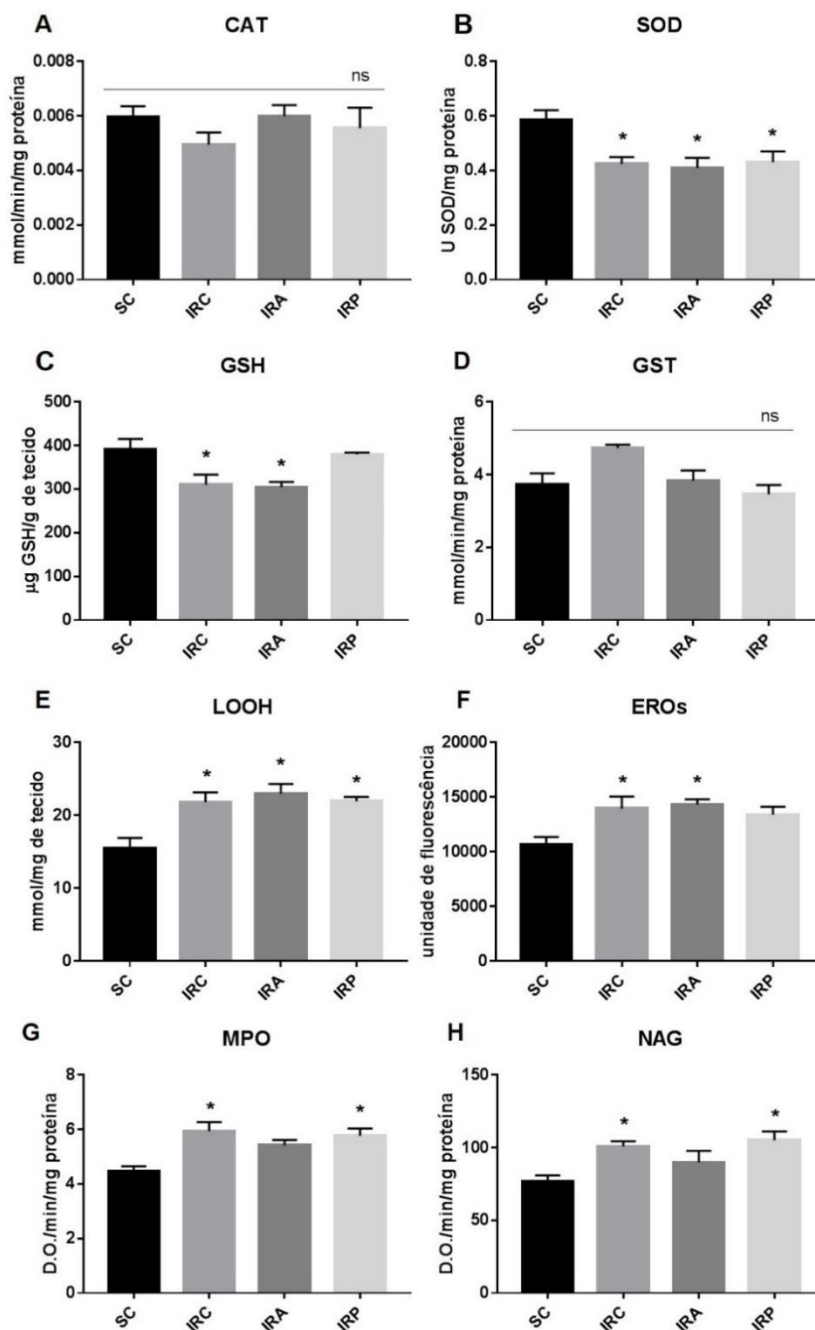 A
CAT
mmol/min/mg proteína
0.008
0.006
0.004
0.002
0.000
ns
SC
IRC
IRA
IRP
B
SOD
U SOD/mg proteína
0.8
0.6
0.4
0.2
0.0
*
*
*
SC
IRC
IRA
IRP
C
GSH
µg GSH/g de tecido
500
400
300
200
100
0
*
*
SC
IRC
IRA
IRP
D
GST
mmol/min/mg proteína
6
4
2
0
ns
SC
IRC
IRA
IRP
E
LOOH
mmol/mg de tecido
30
20
10
0
*
*
*
SC
IRC
IRA
IRP
F
EROs
unidade de fluorescência
20000
15000
10000
5000
0
*
*
SC
IRC
IRA
IRP
G
MPO
D.O./min/mg proteína
8
6
4
2
0
*
*
SC
IRC
IRA
IRP
H
NAG
D.O./min/mg proteína
150
100
50
0
*
*
SC
IRC
IRA
IRP